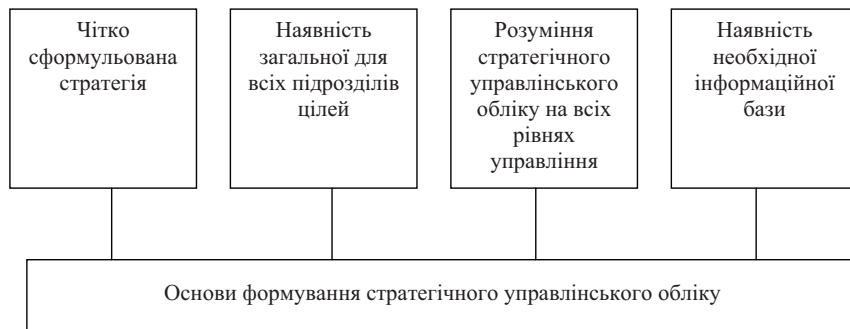 Чітко
сформульована
стратегія
Наявність
загальної для
всіх підрозділів
цілей
Розуміння
стратегічного
управлінського
обліку на всіх
рівнях
управління
Наявність
необхідної
інформаційної
бази
Основи формування стратегічного управлінського обліку